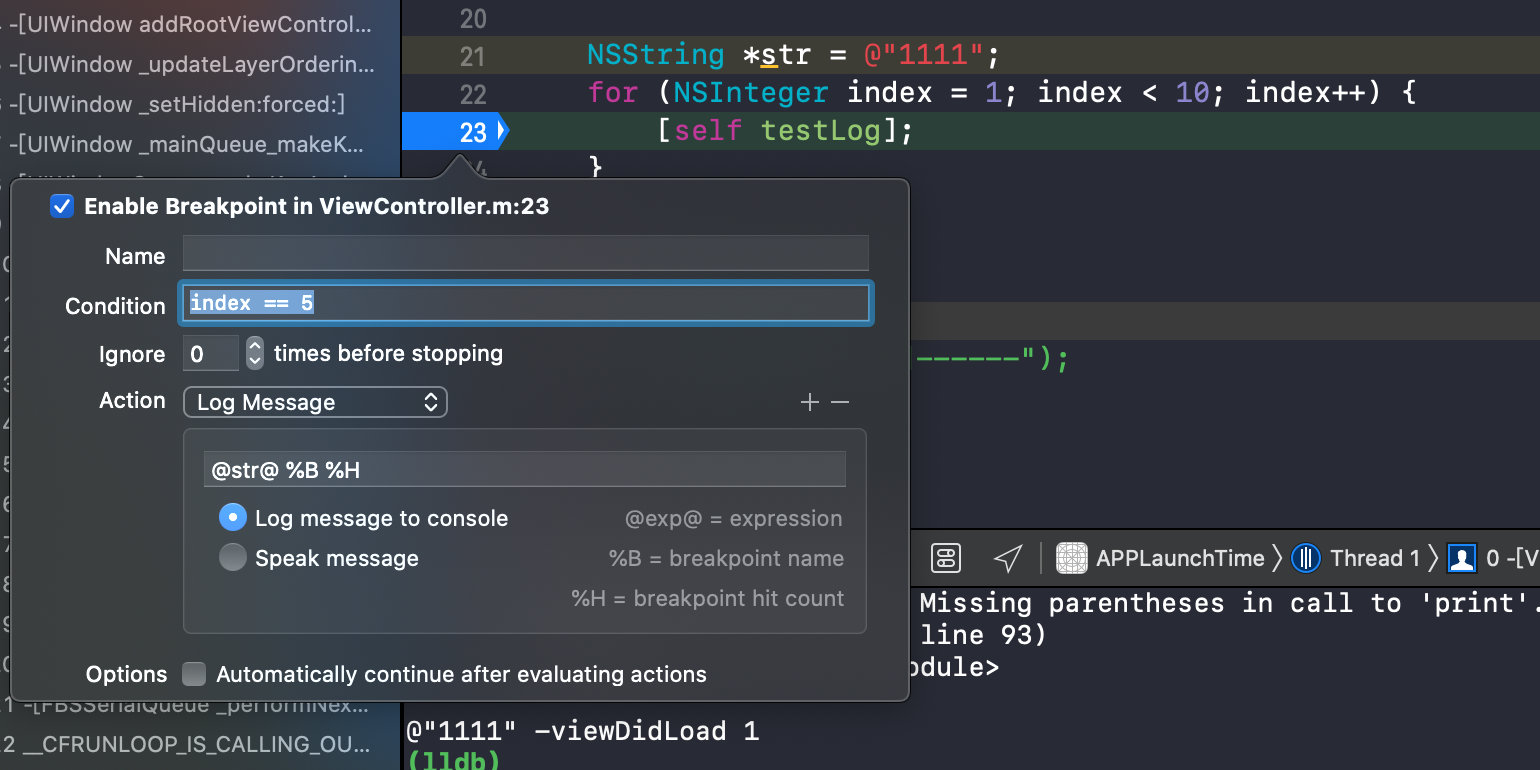 -[UIWindow addRootViewControl...
-[UIWindow _updateLayerOrderin...
-[UIWindow _setHidden:forced:]
-[UIWindow _mainQueue_makeK...
20
21 NSString *str = @"1111";
22 for (NSInteger index = 1; index < 10; index++) {
23 [self testLog];
}
Enable Breakpoint in ViewController.m:23
Name
Condition index == 5
Ignore 0 times before stopping
------");
Action Log Message
@str@ %B %H
Log message to console @exp@ = expression
Speak message %B = breakpoint name
%H = breakpoint hit count
Options Automatically continue after evaluating actions
APPLaunchTime Thread 1 0 -[V
Missing parentheses in call to 'print'.
line 93)
odule>
1 -[FBSSerialQueue _performNex...
2 __CFRUNLOOP_IS_CALLING_OU...
@"1111" -viewDidLoad 1
(lldb)